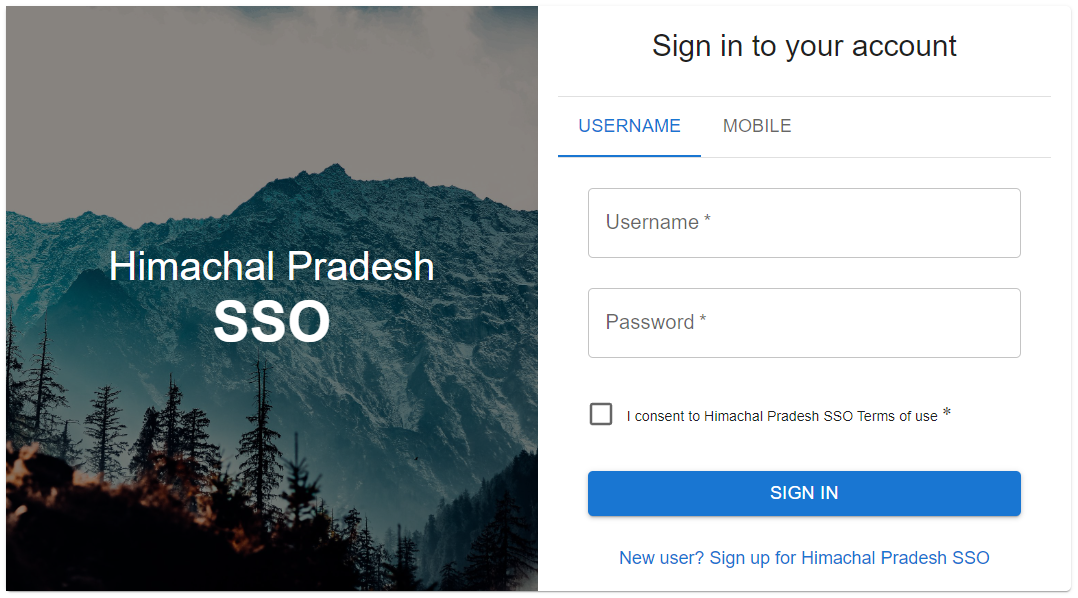 Himachal Pradesh
SSO
Sign in to your account
USERNAME MOBILE
Username *
Password *
I consent to Himachal Pradesh SSO Terms of use *
SIGN IN
New user? Sign up for Himachal Pradesh SSO